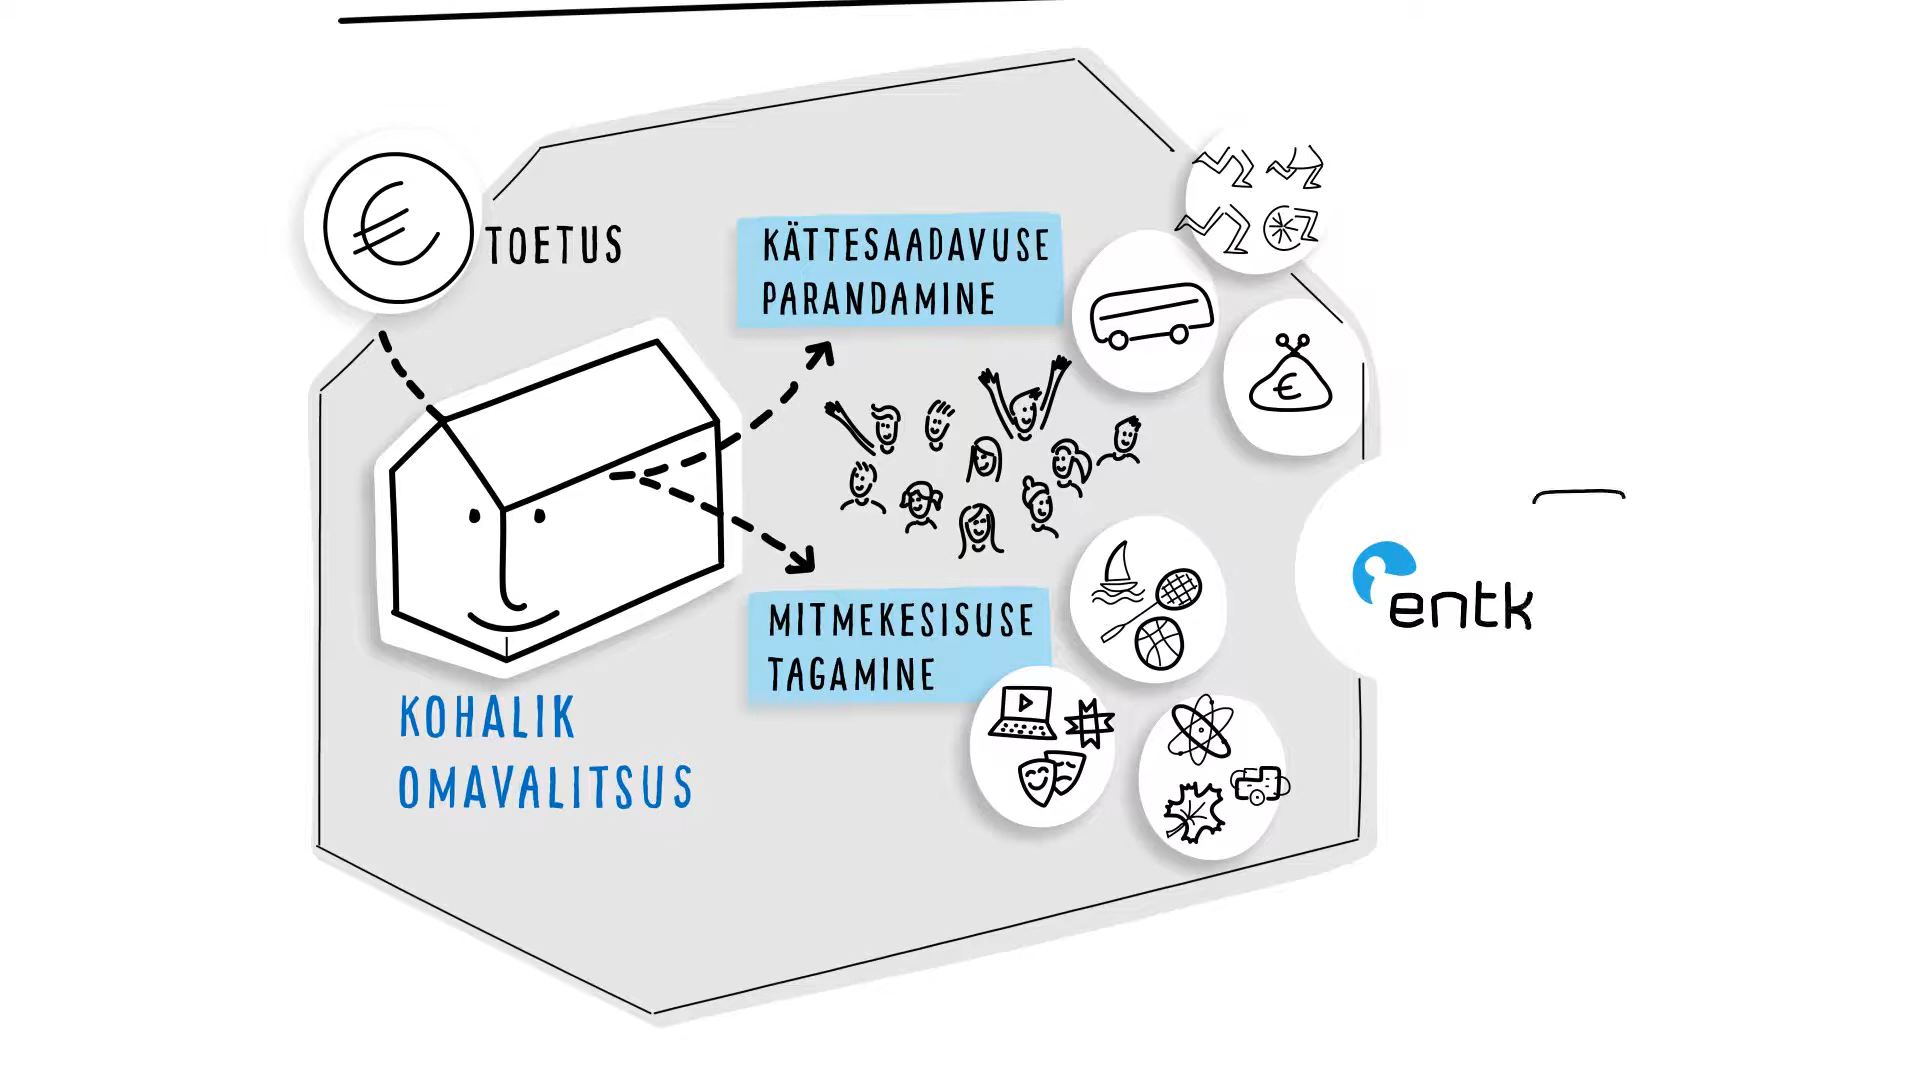 €
TOETUS
KÄTTESAADAVUSE
PARANDAMINE
€
MITMEKESISUSE
TAGAMINE
KOHALIK
OMAVALITSUS
entk